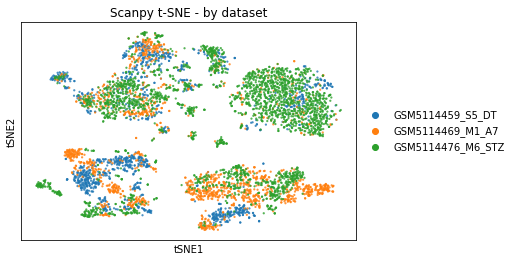 Scanpy t-SNE - by dataset
tSNE2
GSM5114459_S5_DT
GSM5114469_M1_A7
GSM5114476_M6_STZ
tSNE1